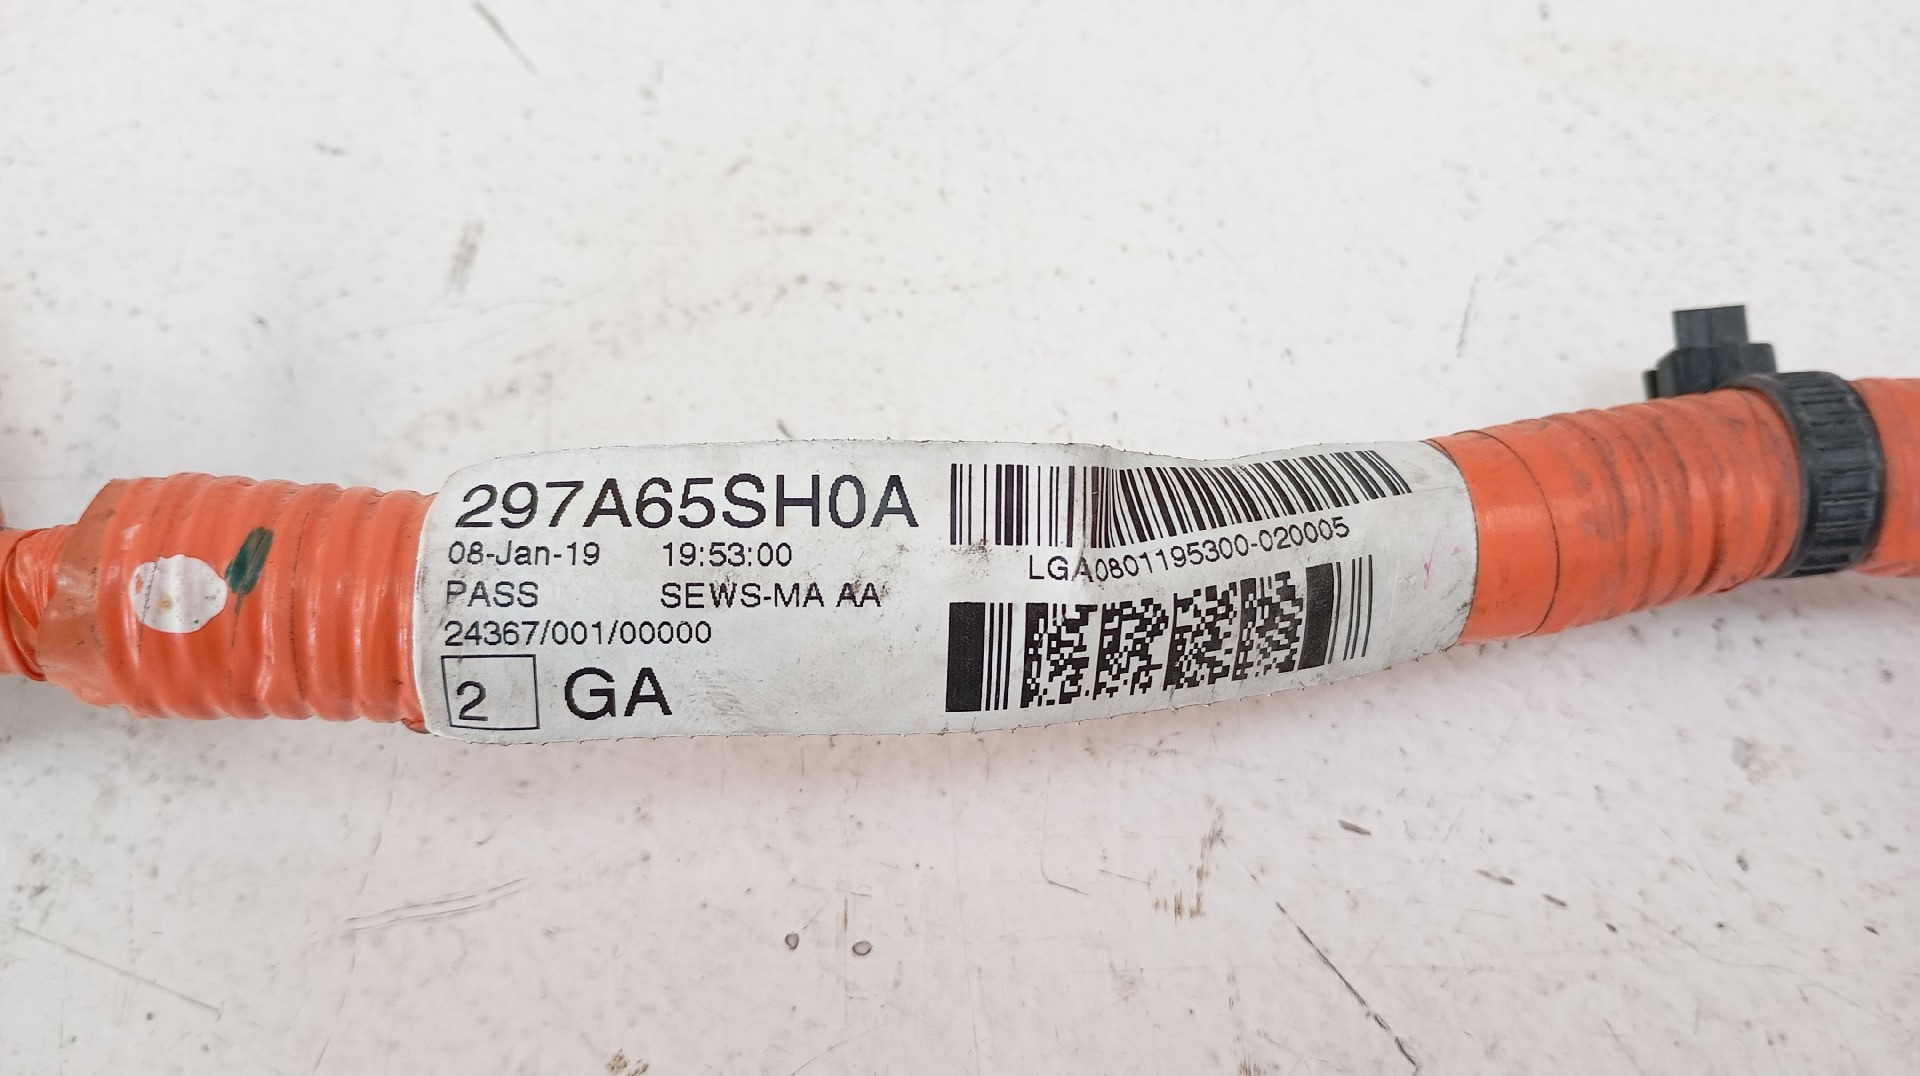 297A65SH0A
08-Jan-19 19:53:00
PASS SEWS-MA AA
24367/001/00000
2 GA
LGA0801195300-020005